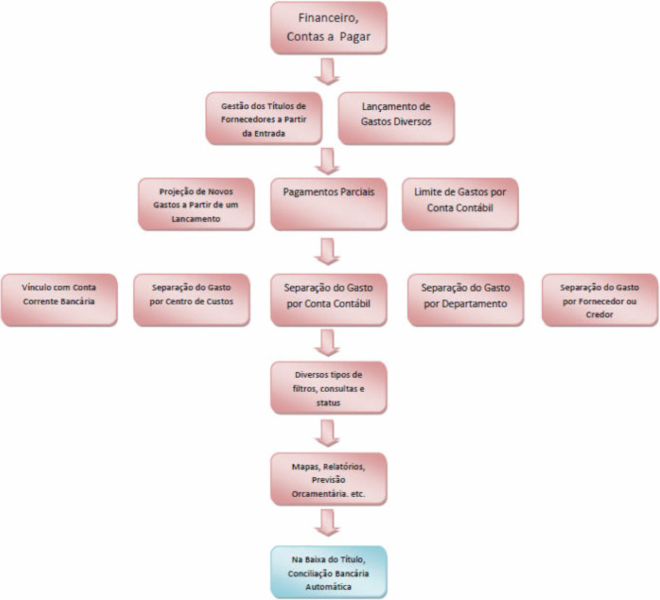 Financeiro,
Contas a Pagar
Gestão dos Títulos de
Fornecedores a Partir
da Entrada
Lançamento de
Gastos Diversos
Projeção de Novos
Gastos a Partir de um
Lancamento
Pagamentos Parciais
Limite de Gastos por
Conta Contábil
Vínculo com Conta
Corrente Bancária
Separação do Gasto
por Centro de Custos
Separação do Gasto
por Conta Contábil
Separação do Gasto
por Departamento
Separação do Gasto
por Fornecedor ou
Credor
Diversos tipos de
filtros, consultas e
status
Mapas, Relatórios,
Previsão
Orcamentária. etc.
Na Baixa do Título,
Conciliação Bancária
Automática